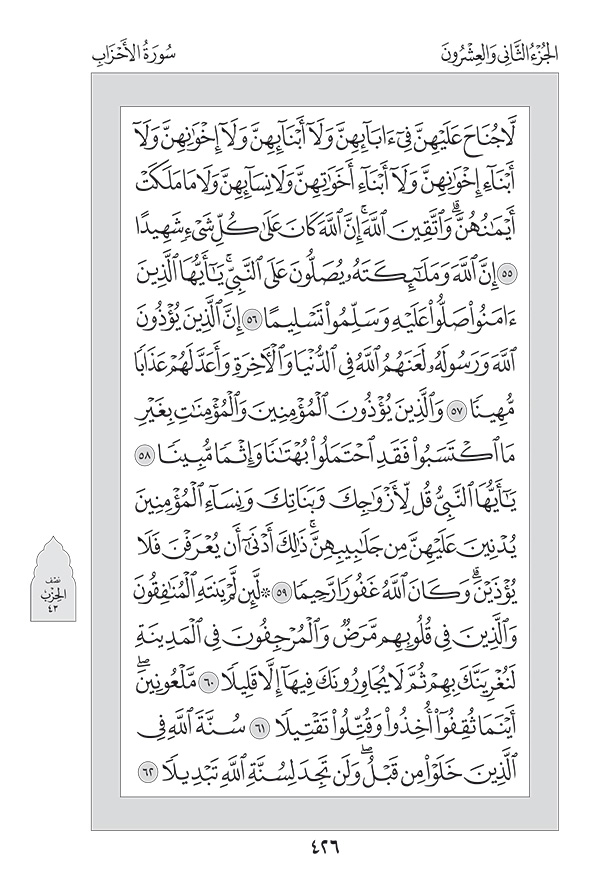 الجُزْءُ الثَّانِي وَالعِشْرُونَ
سُورَةُ الأَحْزَابِ
لَّا جُنَاحَ عَلَيْهِنَّ فِىٓ ءَابَآئِهِنَّ وَلَآ أَبْنَآئِهِنَّ وَلَآ إِخْوَٰنِهِنَّ وَلَآ
أَبْنَآءِ إِخْوَٰنِهِنَّ وَلَآ أَبْنَآءِ أَخَوَٰتِهِنَّ وَلَا نِسَآئِهِنَّ وَلَا مَا مَلَكَتْ
أَيْمَٰنُهُنَّۗ وَٱتَّقِينَ ٱللَّهَۚ إِنَّ ٱللَّهَ كَانَ عَلَىٰ كُلِّ شَىْءٍ شَهِيدًا
٥٥ إِنَّ ٱللَّهَ وَمَلَٰٓئِكَتَهُۥ يُصَلُّونَ عَلَى ٱلنَّبِىِّۚ يَٰٓأَيُّهَا ٱلَّذِينَ
ءَامَنُوا۟ صَلُّوا۟ عَلَيْهِ وَسَلِّمُوا۟ تَسْلِيمًا ٥٦ إِنَّ ٱلَّذِينَ يُؤْذُونَ
ٱللَّهَ وَرَسُولَهُۥ لَعَنَهُمُ ٱللَّهُ فِى ٱلدُّنْيَا وَٱلْءَاخِرَةِ وَأَعَدَّ لَهُمْ عَذَابًا
مُّهِينًا ٥٧ وَٱلَّذِينَ يُؤْذُونَ ٱلْمُؤْمِنِينَ وَٱلْمُؤْمِنَٰتِ بِغَيْرِ
مَا ٱكْتَسَبُوا۟ فَقَدِ ٱحْتَمَلُوا۟ بُهْتَٰنًا وَإِثْمًا مُّبِينًا ٥٨
يَٰٓأَيُّهَا ٱلنَّبِىُّ قُل لِّأَزْوَٰجِكَ وَبَنَاتِكَ وَنِسَآءِ ٱلْمُؤْمِنِينَ
يُدْنِينَ عَلَيْهِنَّ مِن جَلَٰبِيبِهِنَّۚ ذَٰلِكَ أَدْنَىٰٓ أَن يُعْرَفْنَ فَلَا
يُؤْذَيْنَۗ وَكَانَ ٱللَّهُ غَفُورًا رَّحِيمًا ٥٩ ۞ لَّئِن لَّمْ يَنتَهِ ٱلْمُنَٰفِقُونَ
وَٱلَّذِينَ فِى قُلُوبِهِم مَّرَضٌ وَٱلْمُرْجِفُونَ فِى ٱلْمَدِينَةِ
لَنُغْرِيَنَّكَ بِهِمْ ثُمَّ لَا يُجَاوِرُونَكَ فِيهَآ إِلَّا قَلِيلًا ٦٠ مَّلْعُونِينَۖ
أَيْنَمَا ثُقِفُوٓا۟ أُخِذُوا۟ وَقُتِّلُوا۟ تَقْتِيلًا ٦١ سُنَّةَ ٱللَّهِ فِى
ٱلَّذِينَ خَلَوْا۟ مِن قَبْلُۖ وَلَن تَجِدَ لِسُنَّةِ ٱللَّهِ تَبْدِيلًا ٦٢
نصف
الحزب
٤٣
٤٢٦